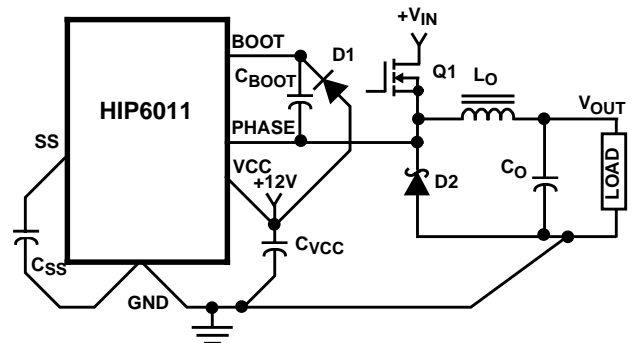 +VIN
BOOT
D1
CBOOT
Q1
LO
HIP6011
VOUT
SS
PHASE
VCC
+12V
D2
CO
LOAD
CVCC
CSS
GND